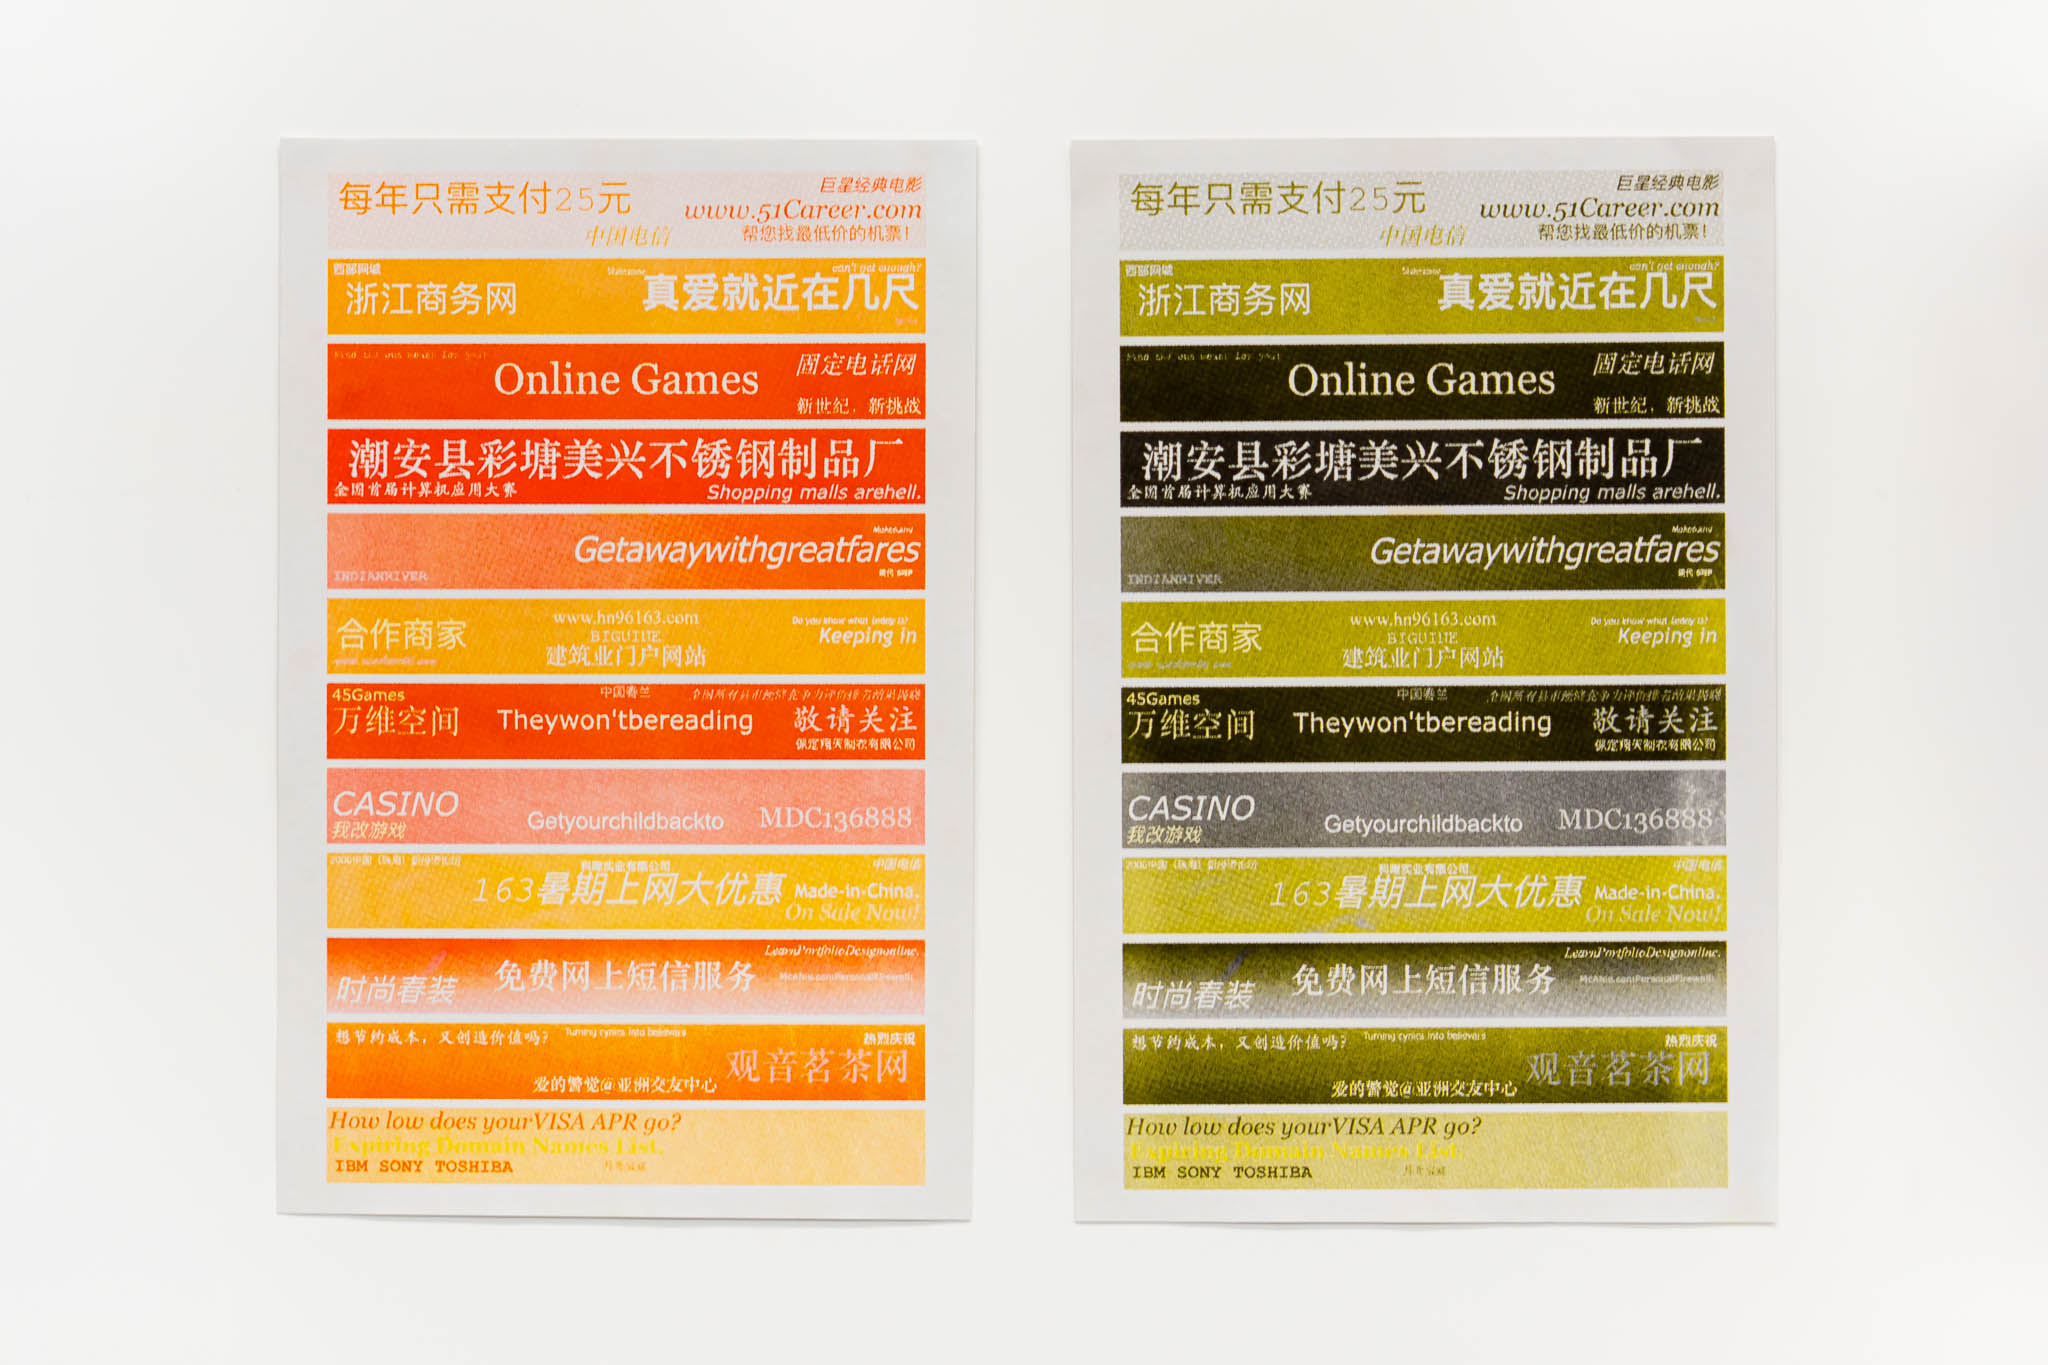 每年只需支付25元
巨星经典电影
www.51Career.com
中国电信
帮您找最低价的机票！
西部网城
can't get enough?
浙江商务网
真爱就近在几尺
Online Games
固定电话网
新世纪，新挑战
潮安县彩塘美兴不锈钢制品厂
全国首届计算机应用大赛
Shopping malls arehell.
Getawaywithgreatfares
INDIANRIVER
合作商家
www.hn96163.com
建筑业门户网站
Do you know what today is?
Keeping in
45Games
中国春兰
万维空间
Theywon'tbereading
敬请关注
保定翔天制衣有限公司
CASINO
我改游戏
Getyourchildbackto
MDC136888
中国电信
163暑期上网大优惠
Made-in-China.
On Sale Now!
LearnPortfolioDesignonline.
时尚春装
免费网上短信服务
McAfee.comPersonalFirewall
想节约成本，又创造价值吗?
Turning cynics into believers
热烈庆祝
观音茗茶网
爱的警觉@亚洲交友中心
How low does yourVISA APR go?
Expiring Domain Names List.
IBM SONY TOSHIBA
每年只需支付25元
巨星经典电影
www.51Career.com
中国电信
帮您找最低价的机票！
西部网城
can't get enough?
浙江商务网
真爱就近在几尺
Online Games
固定电话网
新世纪，新挑战
潮安县彩塘美兴不锈钢制品厂
全国首届计算机应用大赛
Shopping malls arehell.
Getawaywithgreatfares
INDIANRIVER
合作商家
www.hn96163.com
建筑业门户网站
Do you know what today is?
Keeping in
45Games
中国春兰
万维空间
Theywon'tbereading
敬请关注
保定翔天制衣有限公司
CASINO
我改游戏
Getyourchildbackto
MDC136888
中国电信
163暑期上网大优惠
Made-in-China.
On Sale Now!
LearnPortfolioDesignonline.
时尚春装
免费网上短信服务
McAfee.comPersonalFirewall
想节约成本，又创造价值吗?
Turning cynics into believers
热烈庆祝
观音茗茶网
爱的警觉@亚洲交友中心
How low does yourVISA APR go?
Expiring Domain Names List.
IBM SONY TOSHIBA